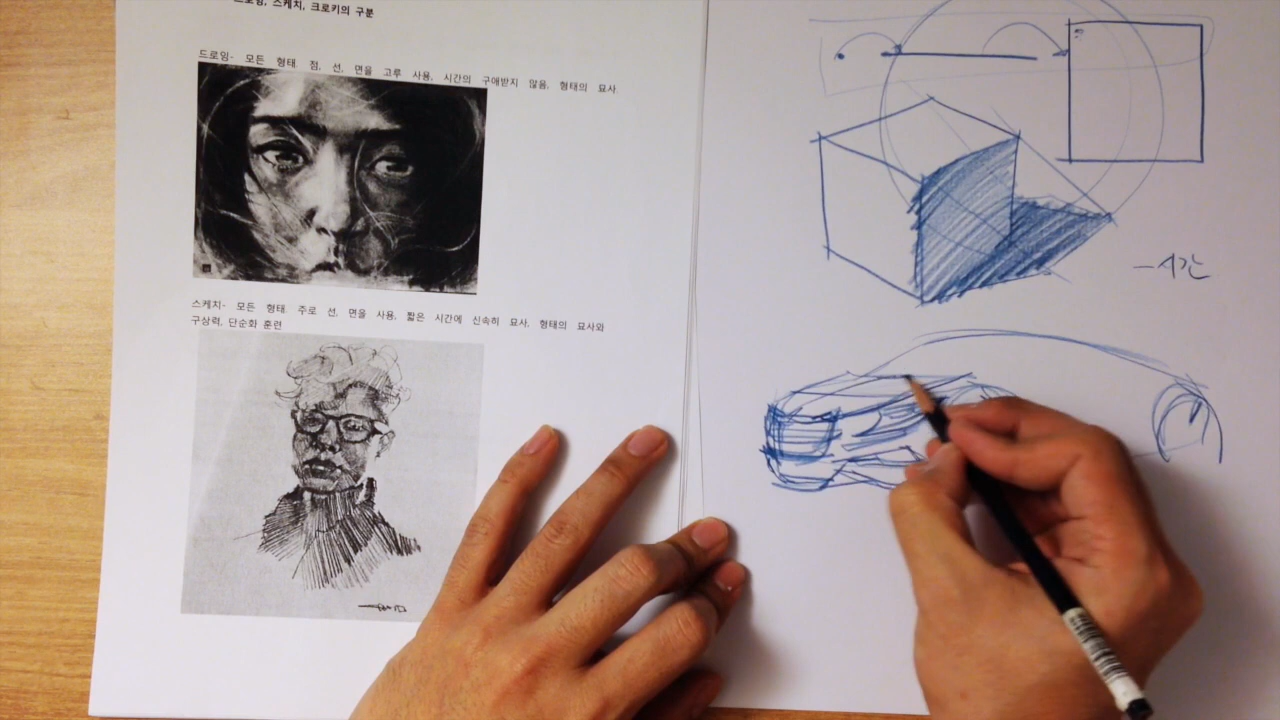 드로잉, 스케치, 크로키의 구분
드로잉- 모든 형태. 점, 선, 면을 고루 사용, 시간의 구애받지 않음, 형태의 묘사
스케치- 모든 형태. 주로 선, 면을 사용, 짧은 시간에 신속히 묘사, 형태의 묘사와
구상력, 단순화 훈련
-시간